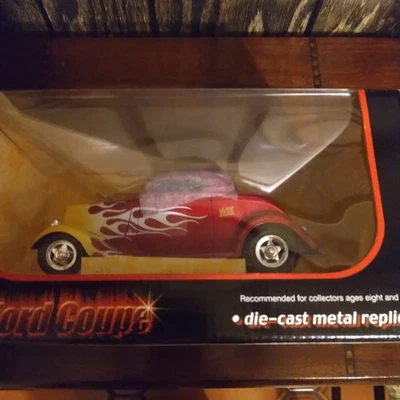 Ford Coupe
Recommended for collectors ages eight and
• die-cast metal replic